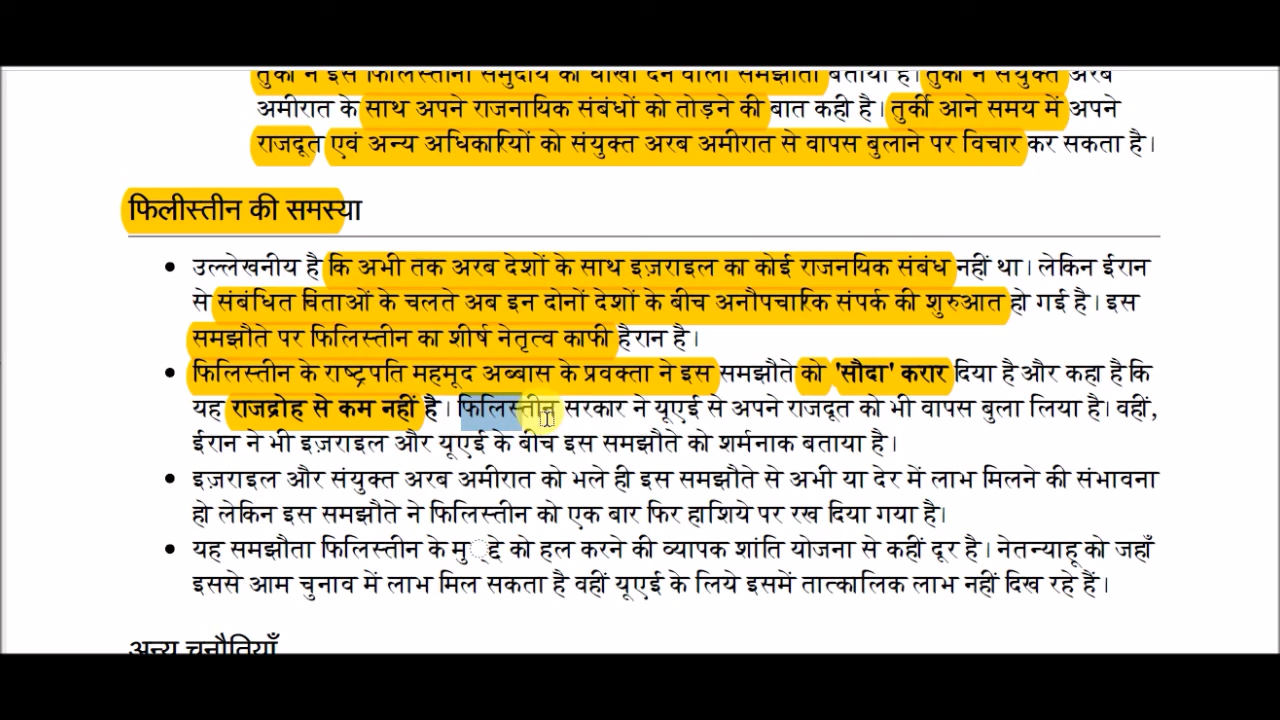 तुर्की ने इसे फिलिस्तीनी समुदाय को धोखा देने वाला समझौता बताया है। तुर्की ने संयुक्त अरब
अमीरात के साथ अपने राजनायिक संबंधों को तोड़ने की बात कही है। तुर्की आने समय में अपने
राजदूत एवं अन्य अधिकारियों को संयुक्त अरब अमीरात से वापस बुलाने पर विचार कर सकता है।
फिलीस्तीन की समस्या
• उल्लेखनीय है कि अभी तक अरब देशों के साथ इज़राइल का कोई राजनयिक संबंध नहीं था। लेकिन ईरान
से संबंधित चिंताओं के चलते अब इन दोनों देशों के बीच अनौपचारिक संपर्क की शुरुआत हो गई है। इस
समझौते पर फिलिस्तीन का शीर्ष नेतृत्व काफी हैरान है।
• फिलिस्तीन के राष्ट्रपति महमूद अब्बास के प्रवक्ता ने इस समझौते को 'सौदा' करार दिया है और कहा है कि
यह राजद्रोह से कम नहीं है। फिलिस्तीन सरकार ने यूएई से अपने राजदूत को भी वापस बुला लिया है। वहीं,
ईरान ने भी इज़राइल और यूएई के बीच इस समझौते को शर्मनाक बताया है।
• इज़राइल और संयुक्त अरब अमीरात को भले ही इस समझौते से अभी या देर में लाभ मिलने की संभावना
हो लेकिन इस समझौते ने फिलिस्तीन को एक बार फिर हाशिये पर रख दिया गया है।
• यह समझौता फिलिस्तीन के मु्द्दे को हल करने की व्यापक शांति योजना से कहीं दूर है। नेतन्याहू को जहाँ
इससे आम चुनाव में लाभ मिल सकता है वहीं यूएई के लिये इसमें तात्कालिक लाभ नहीं दिख रहे हैं।
अन्य चुनौतियाँ